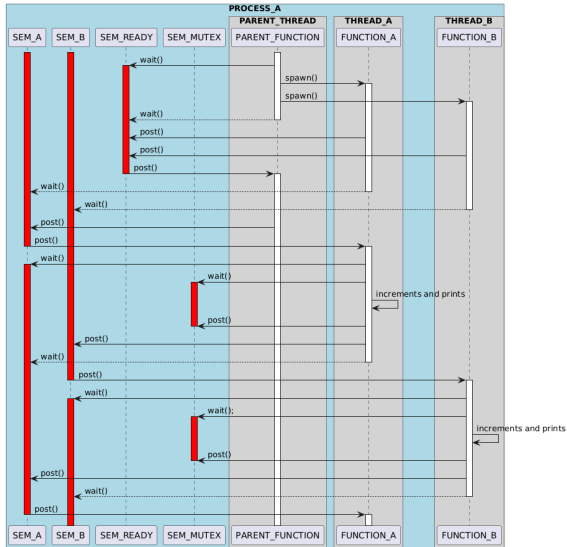 PROCESS_A
PARENT_THREAD THREAD_A THREAD_B
SEM_A SEM_B SEM_READY SEM_MUTEX PARENT_FUNCTION FUNCTION_A FUNCTION_B
wait()
spawn()
spawn()
wait()
post()
post()
post()
wait()
wait()
post()
post()
wait()
wait()
increments and prints
post()
post()
wait()
post()
wait()
wait();
increments and prints
post()
post()
wait()
post()
SEM_A SEM_B SEM_READY SEM_MUTEX PARENT_FUNCTION FUNCTION_A FUNCTION_B